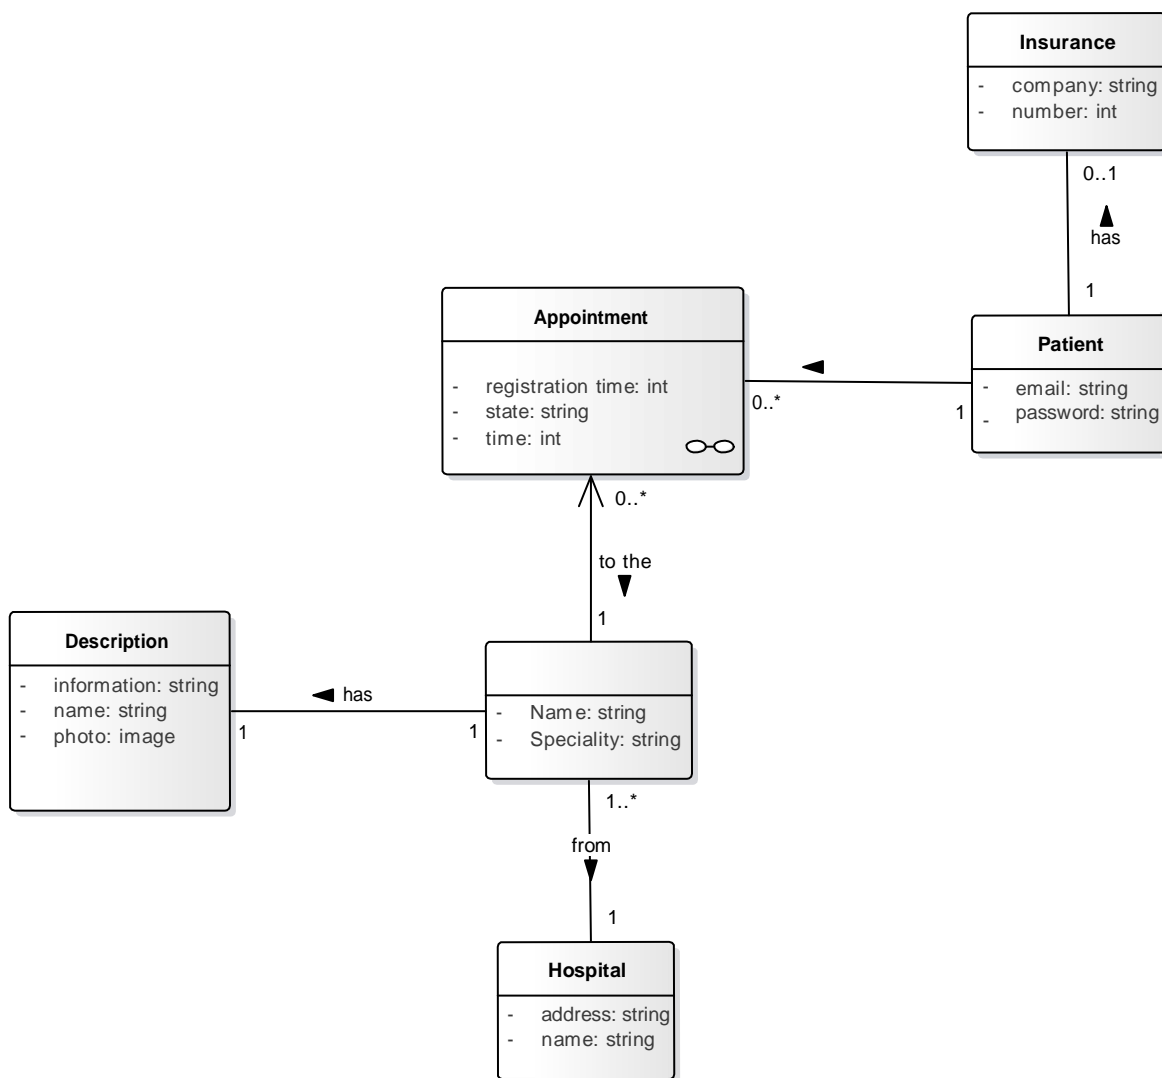 Insurance
- company: string
- number: int
0..1
has
1
Appointment
- registration time: int
- state: string
- time: int
0..*
1
Patient
- email: string
- password: string
-
0..*
to the
1
Description
- information: string
- name: string
- photo: image
has
1
1
- Name: string
- Speciality: string
1..*
from
1
Hospital
- address: string
- name: string